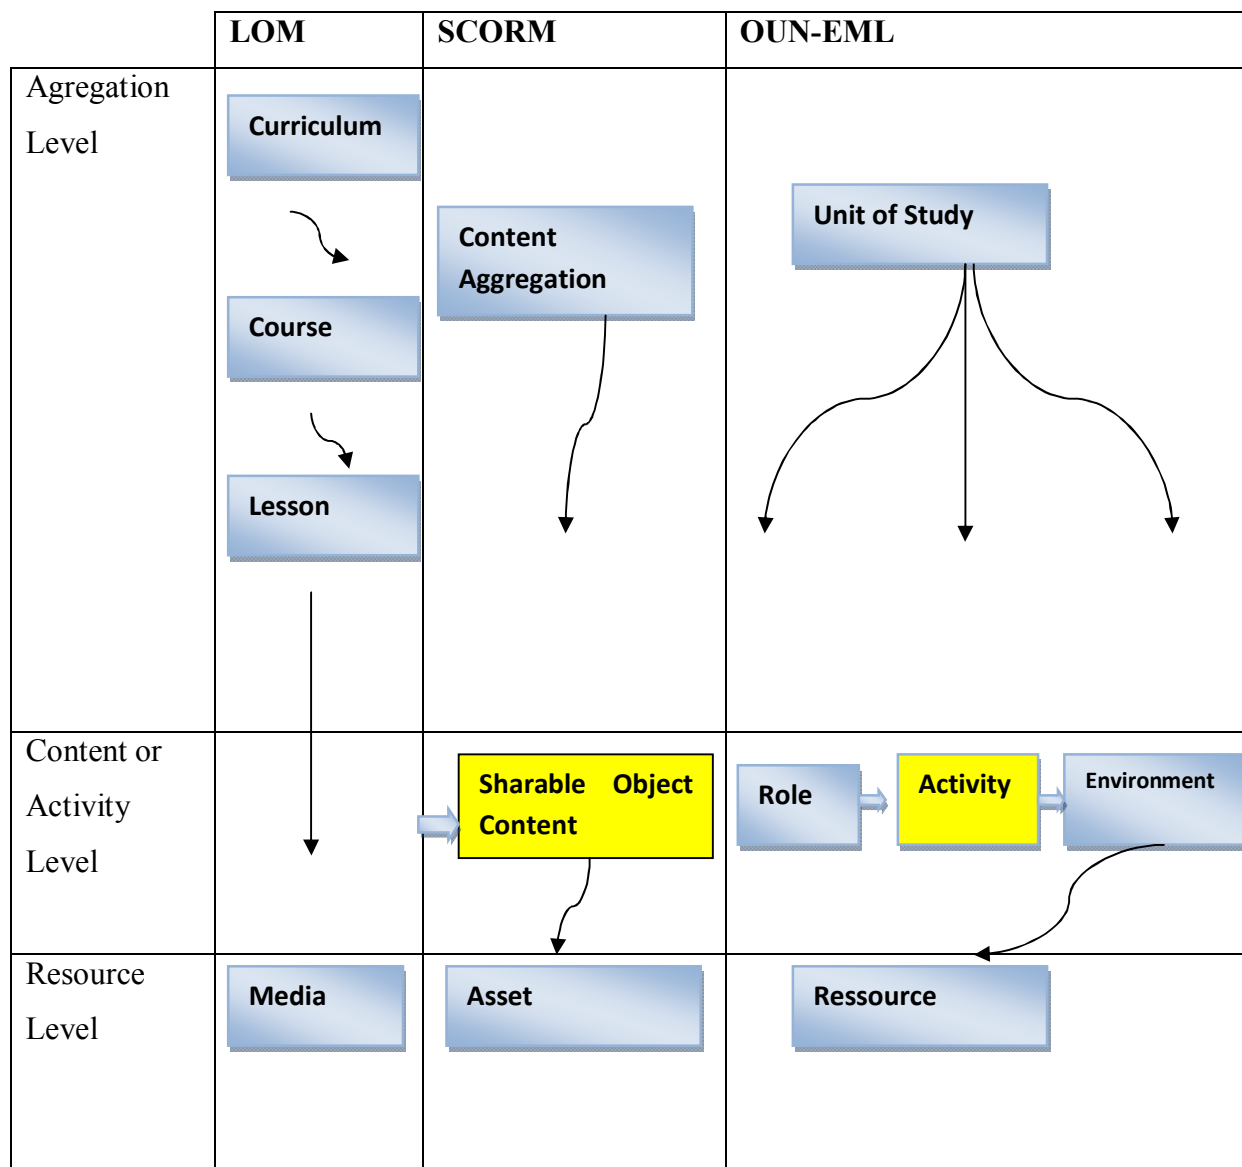 LOM
SCORM
OUN-EML
Agregation
Level
Curriculum
Course
Lesson
Content
Aggregation
Unit of Study
Content or
Activity
Level
Sharable Object
Content
Role
Activity
Environment
Resource
Level
Media
Asset
Ressource